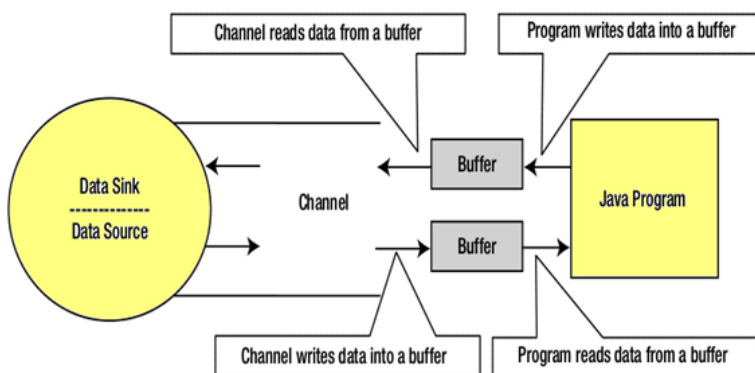 Channel reads data from a buffer
Program writes data into a buffer
Buffer
Data Sink
Data Source
Channel
Java Program
Buffer
Channel writes data into a buffer
Program reads data from a buffer